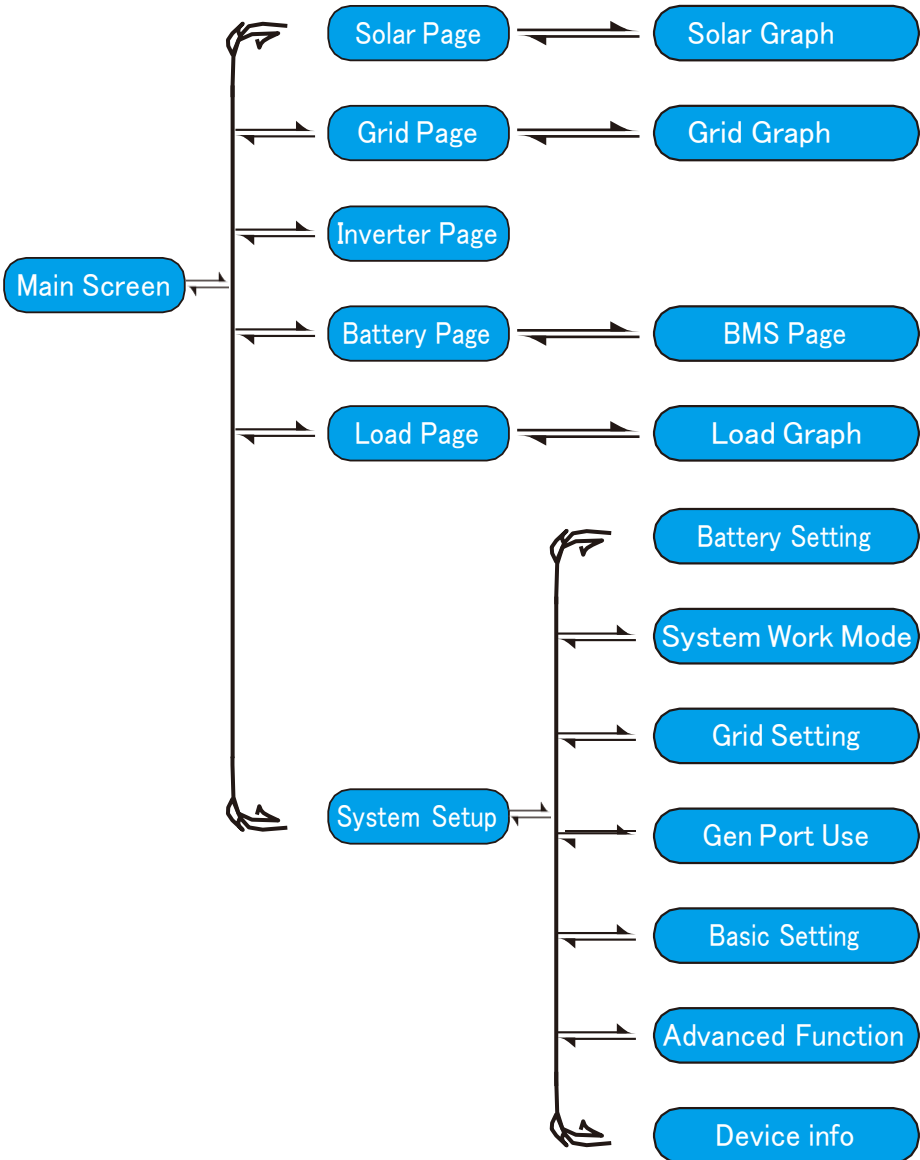 Solar Page
Solar Graph
Grid Page
Grid Graph
Inverter Page
Main Screen
Battery Page
BMS Page
Load Page
Load Graph
Battery Setting
System Work Mode
Grid Setting
System Setup
Gen Port Use
Basic Setting
Advanced Function
Device info